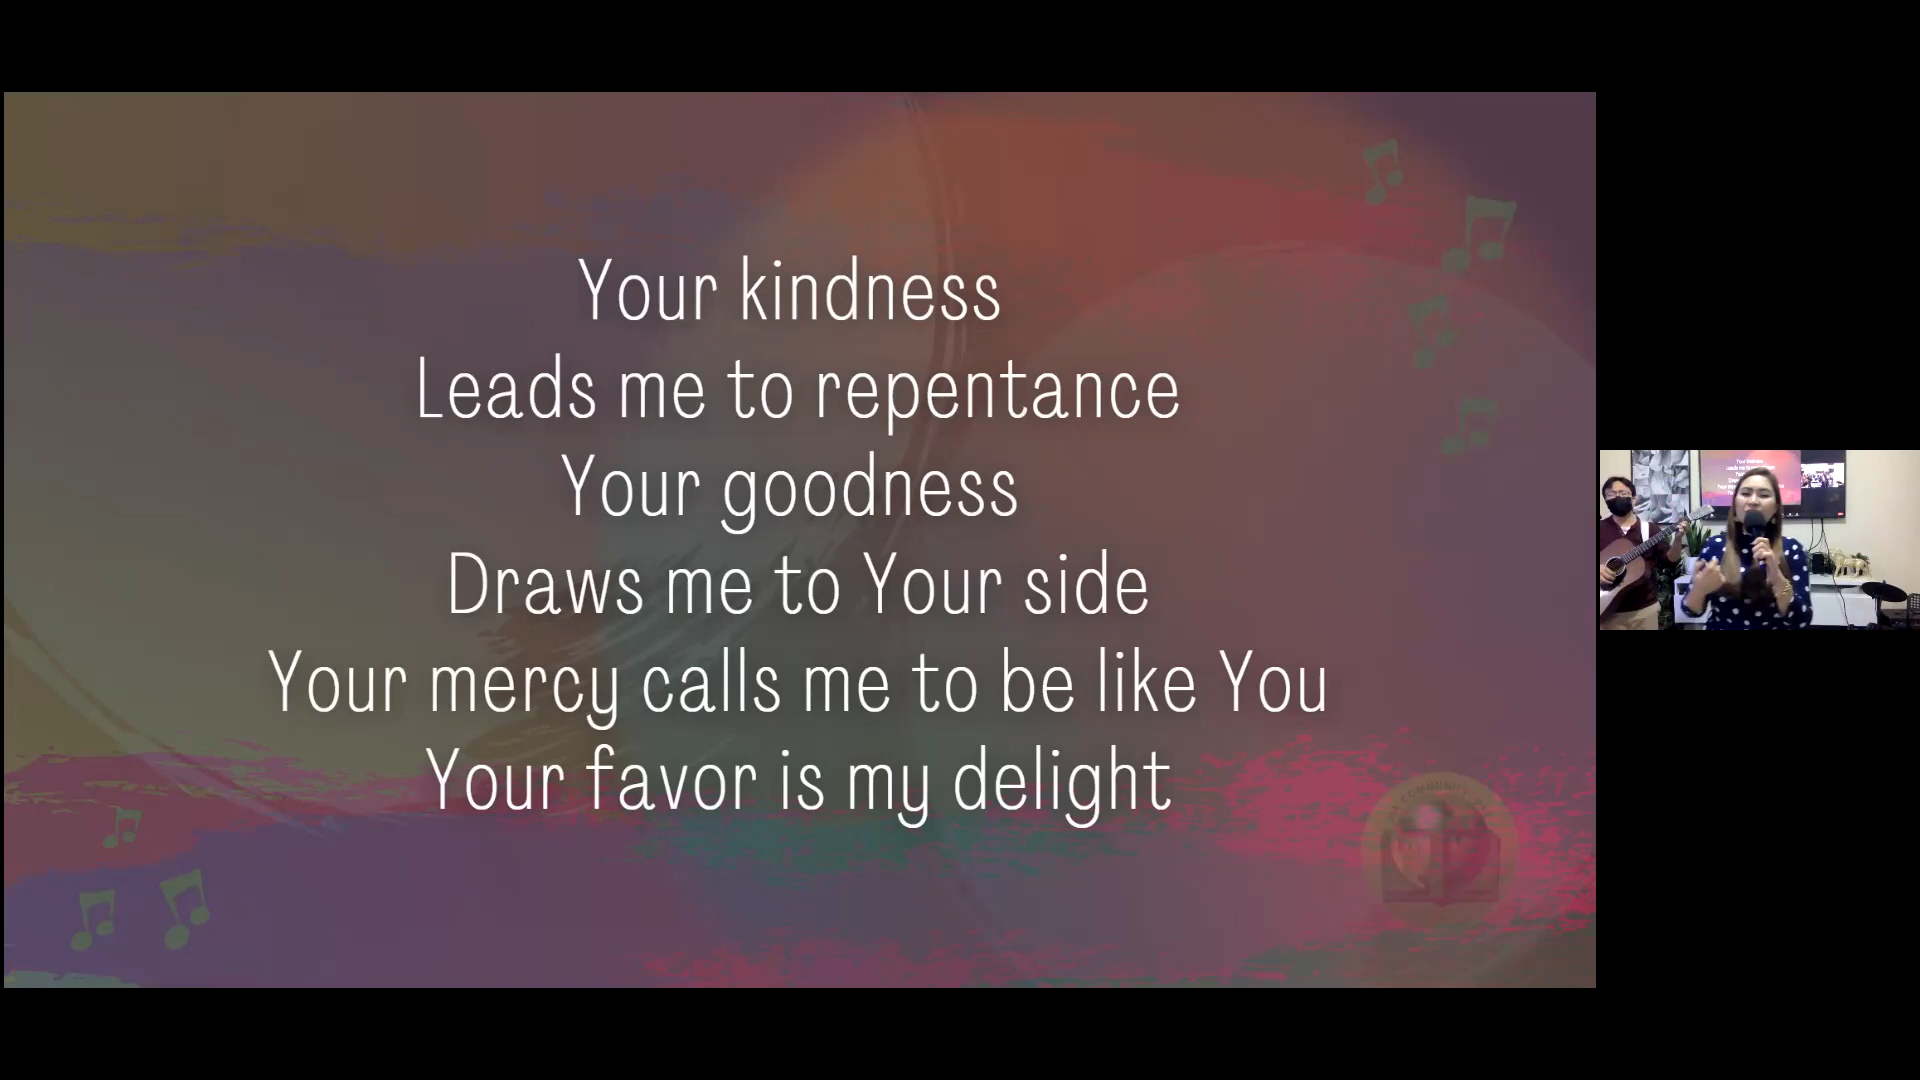 Your kindness
Leads me to repentance
Your goodness
Draws me to Your side
Your mercy calls me to be like You
Your favor is my delight
COMMUNITY